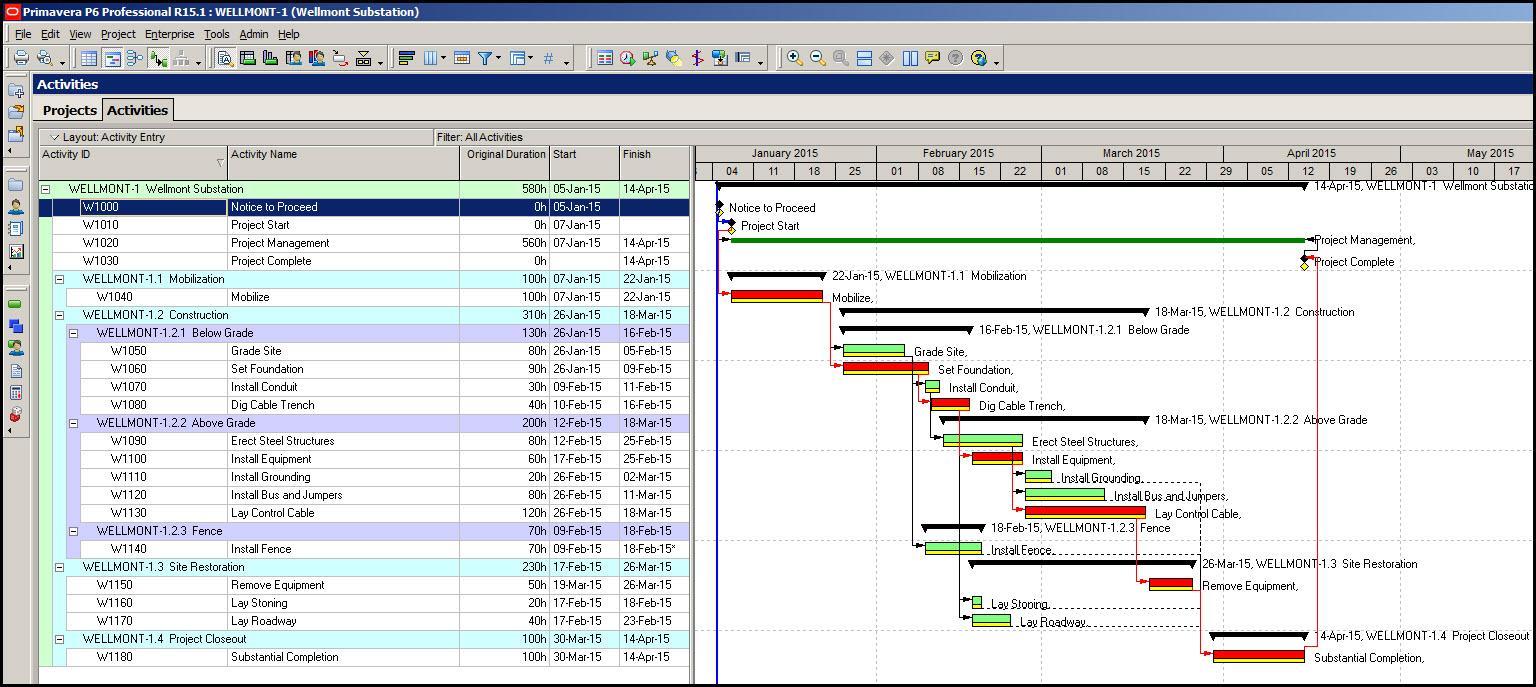 Primavera P6 Professional R15.1 : WELLMONT-1 (Wellmont Substation)
File Edit View Project Enterprise Tools Admin Help
Activities
Projects Activities
Layout: Activity Entry Filter: All Activities
Activity ID Activity Name Original Duration Start Finish January 2015 February 2015 March 2015 April 2015 May 2015
04 11 18 25 01 08 15 22 01 08 15 22 29 05 12 19 26 03 10 17
WELLMONT-1 Wellmont Substation 580h 05-Jan-15 14-Apr-15 14-Apr-15, WELLMONT-1 Wellmont Substatio
W1000 Notice to Proceed 0h 05-Jan-15 Notice to Proceed
W1010 Project Start 0h 07-Jan-15 Project Start
W1020 Project Management 560h 07-Jan-15 14-Apr-15 Project Management,
W1030 Project Complete 0h 14-Apr-15 Project Complete
WELLMONT-1.1 Mobilization 100h 07-Jan-15 22-Jan-15 22-Jan-15, WELLMONT-1.1 Mobilization
W1040 Mobilize 100h 07-Jan-15 22-Jan-15 Mobilize,
WELLMONT-1.2 Construction 310h 26-Jan-15 18-Mar-15 18-Mar-15, WELLMONT-1.2 Construction
WELLMONT-1.2.1 Below Grade 130h 26-Jan-15 16-Feb-15 16-Feb-15, WELLMONT-1.2.1 Below Grade
W1050 Grade Site 80h 26-Jan-15 05-Feb-15 Grade Site,
W1060 Set Foundation 90h 26-Jan-15 09-Feb-15 Set Foundation,
W1070 Install Conduit 30h 09-Feb-15 11-Feb-15 Install Conduit,
W1080 Dig Cable Trench 40h 10-Feb-15 16-Feb-15 Dig Cable Trench,
WELLMONT-1.2.2 Above Grade 200h 12-Feb-15 18-Mar-15 18-Mar-15, WELLMONT-1.2.2 Above Grade
W1090 Erect Steel Structures 80h 12-Feb-15 25-Feb-15 Erect Steel Structures,
W1100 Install Equipment 60h 17-Feb-15 25-Feb-15 Install Equipment,
W1110 Install Grounding 20h 26-Feb-15 02-Mar-15 Install Grounding,
W1120 Install Bus and Jumpers 80h 26-Feb-15 11-Mar-15 Install Bus and Jumpers,
W1130 Lay Control Cable 120h 26-Feb-15 18-Mar-15 Lay Control Cable,
WELLMONT-1.2.3 Fence 70h 09-Feb-15 18-Feb-15 18-Feb-15, WELLMONT-1.2.3 Fence
W1140 Install Fence 70h 09-Feb-15 18-Feb-15* Install Fence,
WELLMONT-1.3 Site Restoration 230h 17-Feb-15 26-Mar-15 26-Mar-15, WELLMONT-1.3 Site Restoration
W1150 Remove Equipment 50h 19-Mar-15 26-Mar-15 Remove Equipment,
W1160 Lay Stoning 20h 17-Feb-15 18-Feb-15 Lay Stoning,
W1170 Lay Roadway 40h 17-Feb-15 23-Feb-15 Lay Roadway,
WELLMONT-1.4 Project Closeout 100h 30-Mar-15 14-Apr-15 14-Apr-15, WELLMONT-1.4 Project Closeout
W1180 Substantial Completion 100h 30-Mar-15 14-Apr-15 Substantial Completion,